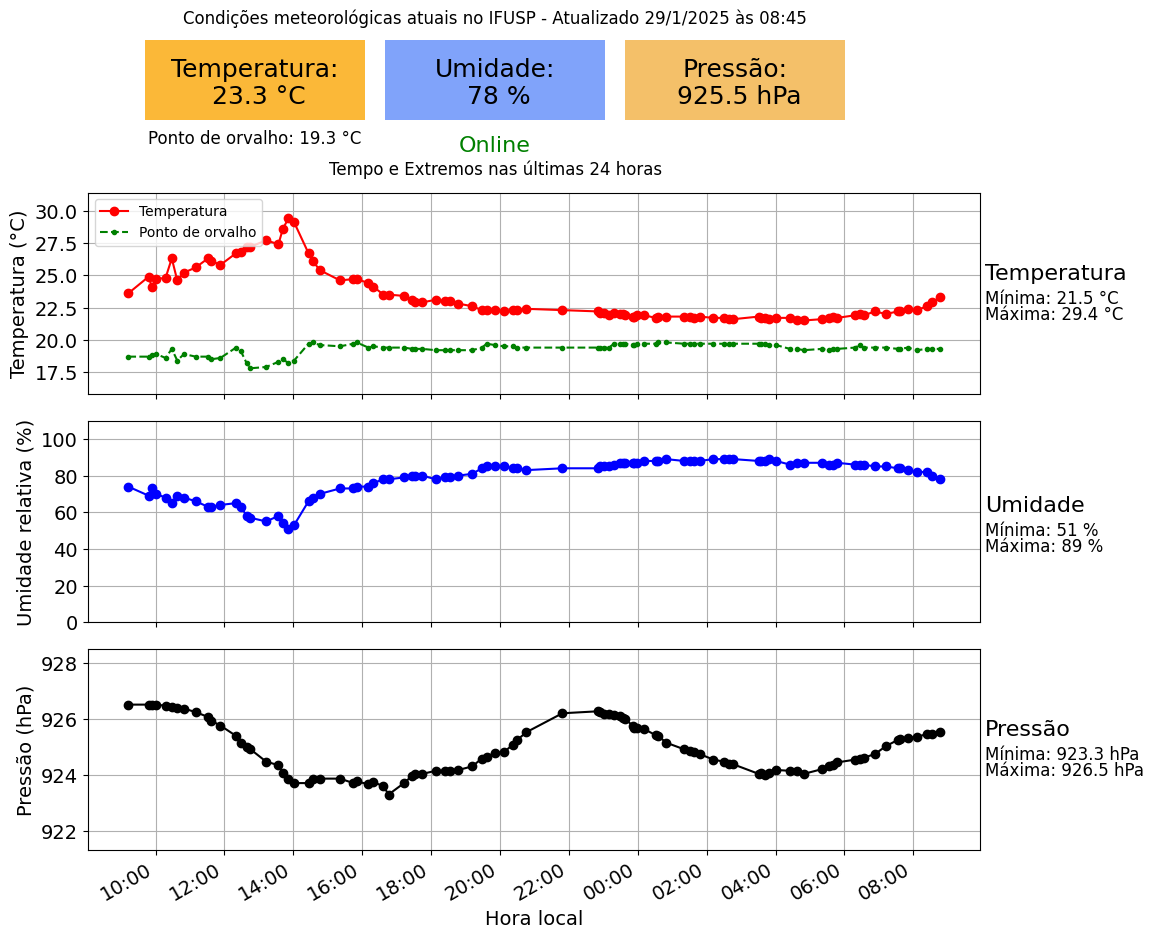 Condições meteorológicas atuais no IFUSP - Atualizado 29/1/2025 às 08:45
Temperatura:
23.3 °C
Umidade:
78 %
Pressão:
925.5 hPa
Ponto de orvalho: 19.3 °C
Online
Tempo e Extremos nas últimas 24 horas
Temperatura (°C)
30.0
27.5
25.0
22.5
20.0
17.5
Temperatura
Ponto de orvalho
Temperatura
Mínima: 21.5 °C
Máxima: 29.4 °C
Umidade relativa (%)
100
80
60
40
20
0
Umidade
Mínima: 51 %
Máxima: 89 %
Pressão (hPa)
928
926
924
922
Pressão
Mínima: 923.3 hPa
Máxima: 926.5 hPa
10:00 12:00 14:00 16:00 18:00 20:00 22:00 00:00 02:00 04:00 06:00 08:00
Hora local